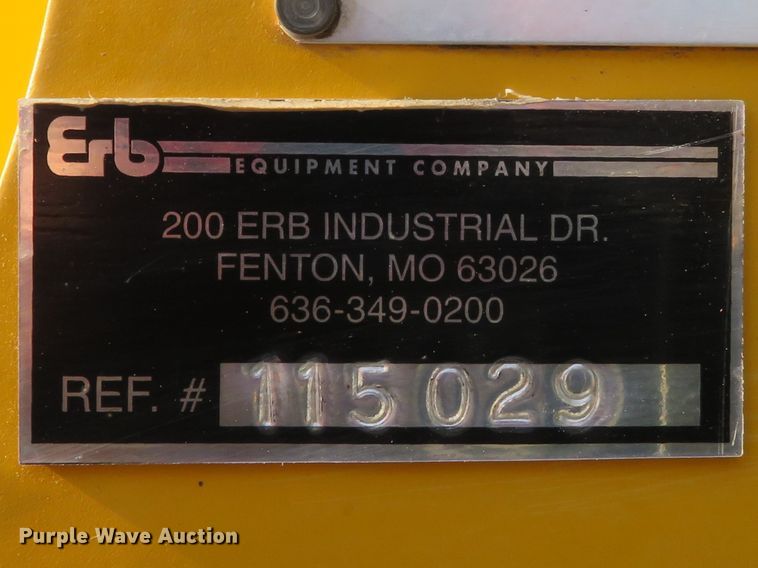 Erb
EQUIPMENT COMPANY
200 ERB INDUSTRIAL DR.
FENTON, MO 63026
636-349-0200
REF. # 115029
Purple Wave Auction